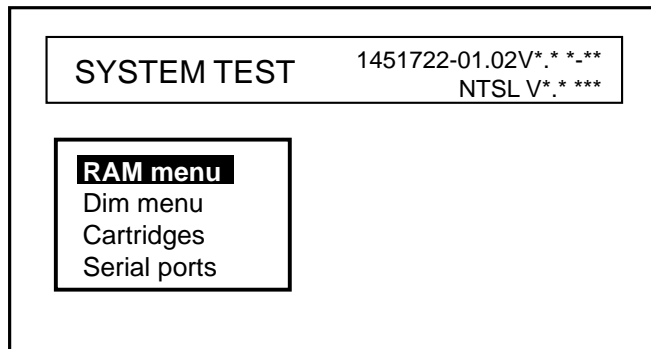 SYSTEM TEST
1451722-01.02V*.* *-**
NTSL V*.* ***
RAM menu
Dim menu
Cartridges
Serial ports